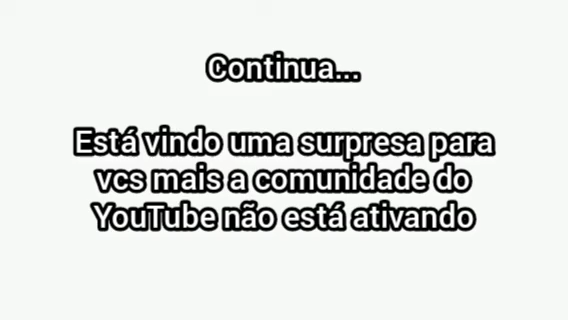 Continua...
Está vindo uma surpresa para
vcs mais a comunidade do
YouTube não está ativando